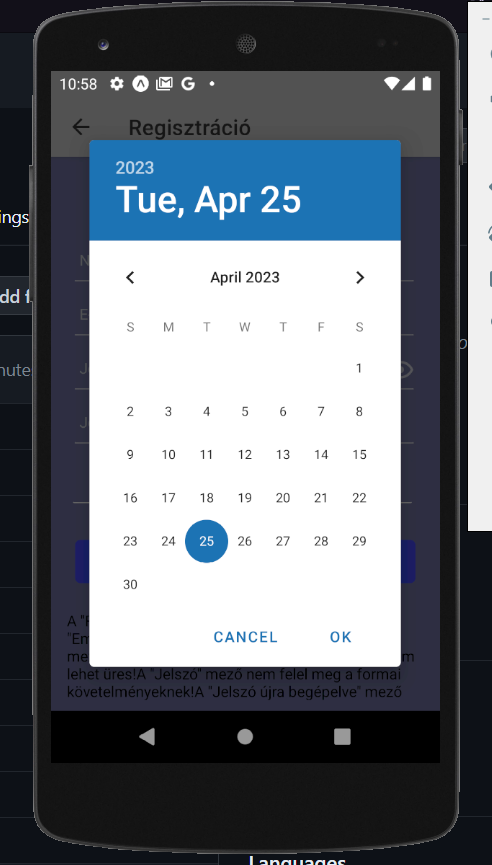 ings
dd f
nute
10:58
Regisztráció
2023
Tue, Apr 25
April 2023
S M T W T F S
1
2 3 4 5 6 7 8
9 10 11 12 13 14 15
16 17 18 19 20 21 22
23 24 25 26 27 28 29
30
CANCEL OK
A "
"Em
me
lehet üres!A "Jelszó" mező nem felel meg a formai
követelményeknek!A "Jelszó újra begépelve" mező
Languages